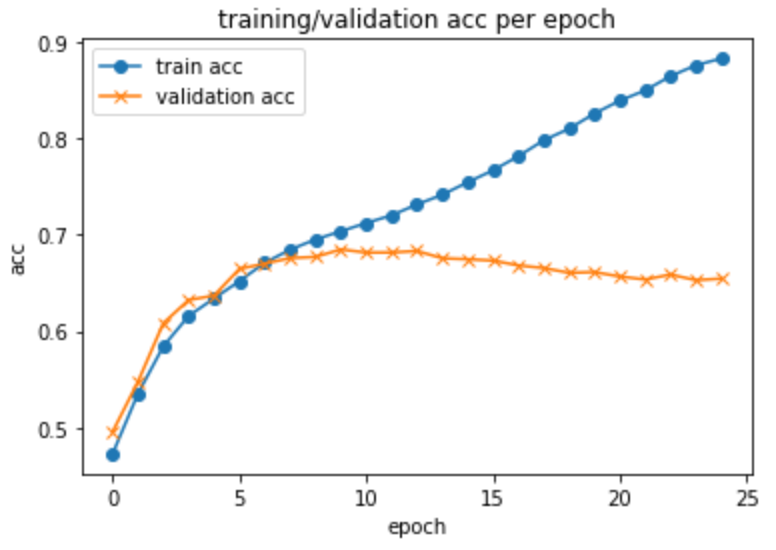 training/validation acc per epoch
train acc
validation acc
acc
0.9
0.8
0.7
0.6
0.5
0 5 10 15 20 25
epoch